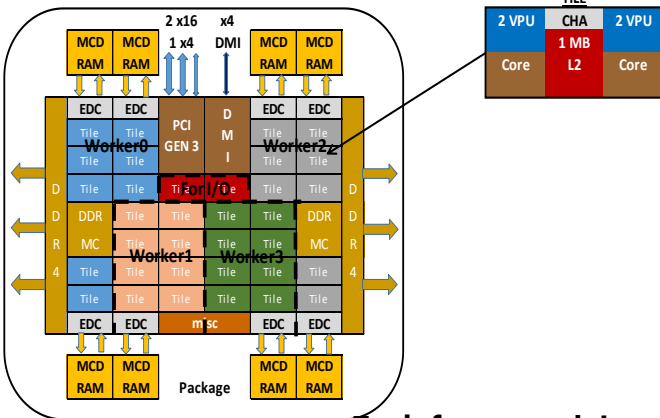 TILE
2 x16 x4
MCD MCD 1 x4 DMI MCD MCD
RAM RAM RAM RAM
2 VPU CHA 2 VPU
1 MB
Core L2 Core
EDC EDC PCI GEN 3 D M I EDC EDC
Tile Tile Tile Tile
Worker0 Worker2
Tile Tile Tile Tile
Tile Tile Tile Tile Tile Tile
For I/O
D D R 4 D D R 4
DDR MC Tile Tile Tile Tile DDR MC
Tile Tile Tile Tile
Worker1 Worker3
Tile Tile Tile Tile Tile Tile
Tile Tile Tile Tile Tile Tile
EDC EDC misc EDC EDC
MCD MCD MCD MCD
RAM RAM Package RAM RAM